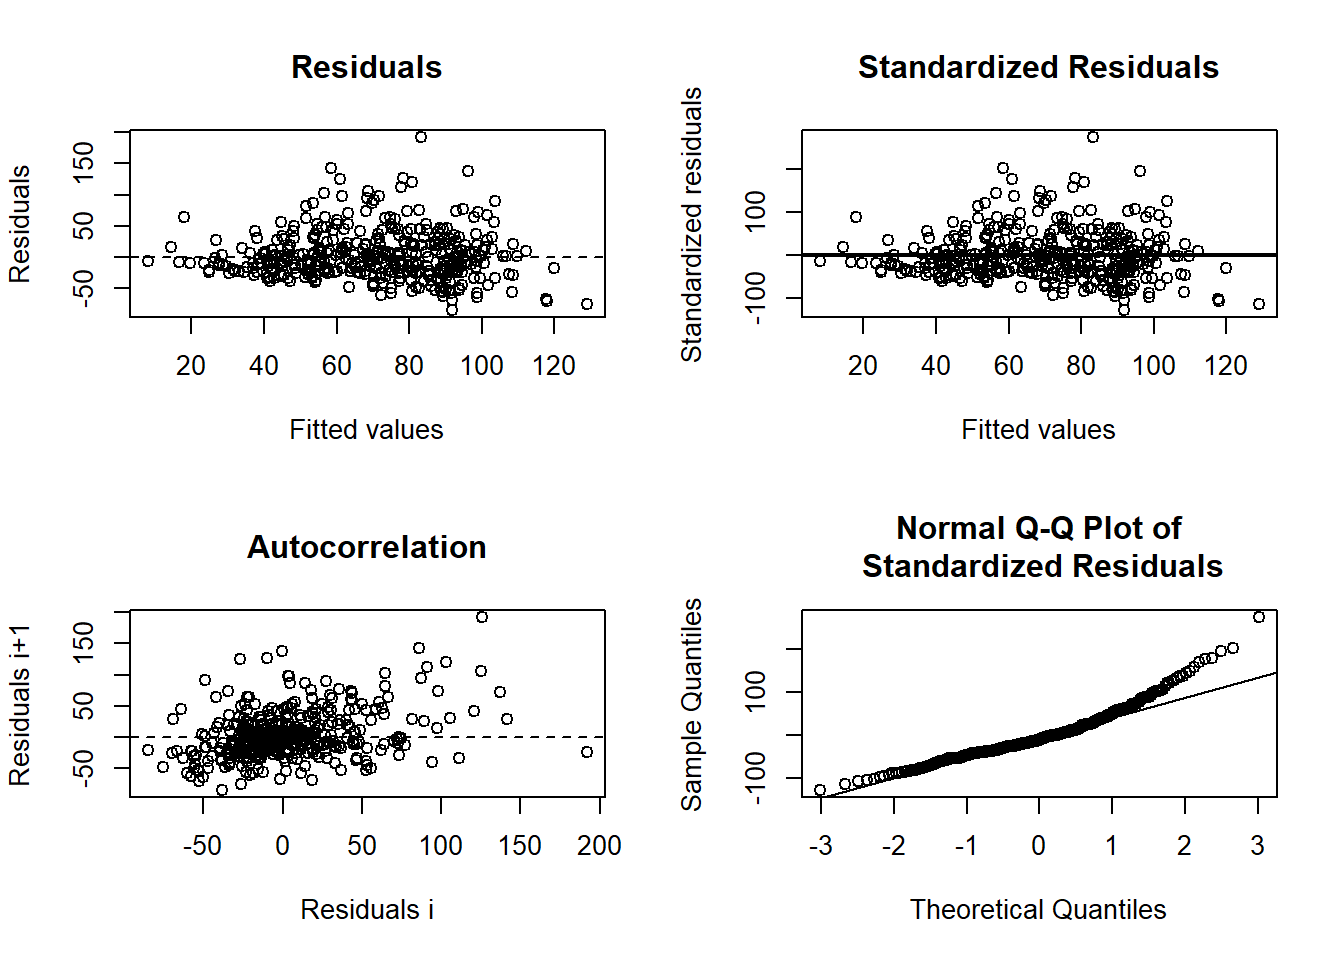 Residuals
Residuals
150
50
-50
20 40 60 80 100 120
Fitted values
Standardized Residuals
Standardized residuals
100
-100
20 40 60 80 100 120
Fitted values
Autocorrelation
Residuals i+1
150
50
-50
-50 0 50 100 150 200
Residuals i
Normal Q-Q Plot of
Standardized Residuals
Sample Quantiles
100
-100
-3 -2 -1 0 1 2 3
Theoretical Quantiles